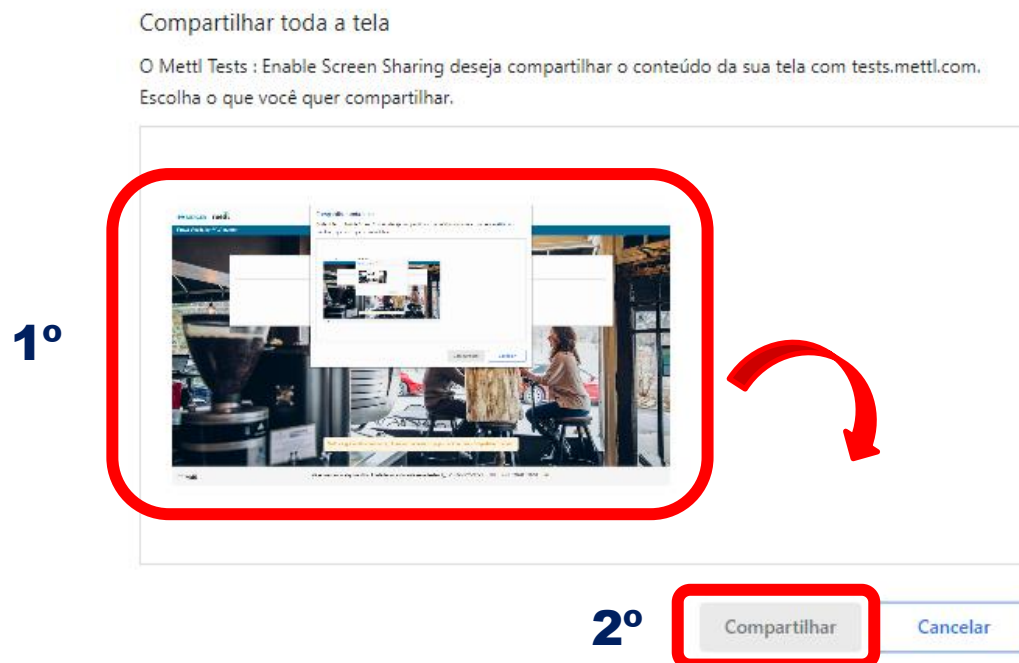 Compartilhar toda a tela
O Mettl Tests : Enable Screen Sharing deseja compartilhar o conteúdo da sua tela com tests.mettl.com.
Escolha o que você quer compartilhar.
1º
2º
Compartilhar
Cancelar